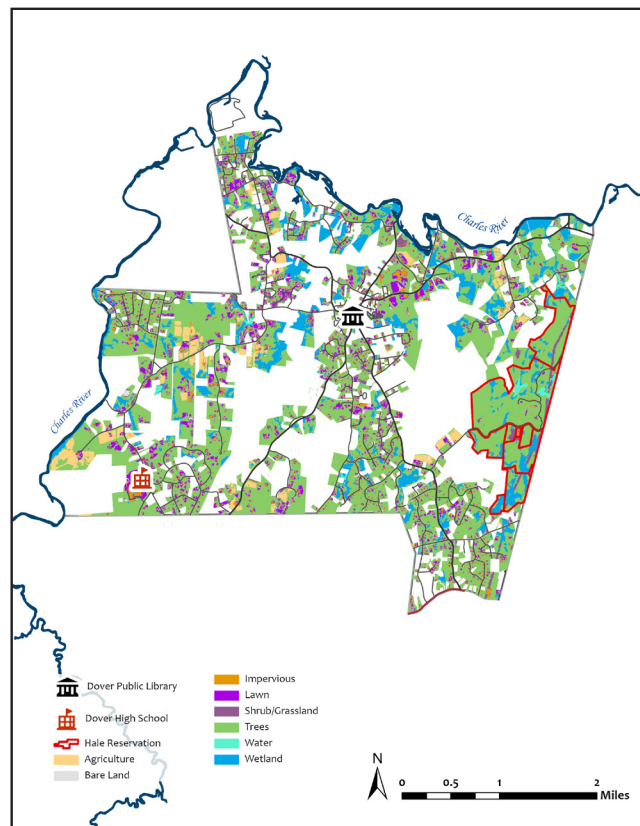 Charles River
Charles River
Dover Public Library
Dover High School
Hale Reservation
Agriculture
Bare Land
Impervious
Lawn
Shrub/Grassland
Trees
Water
Wetland
N
0 0.5 1 2
Miles